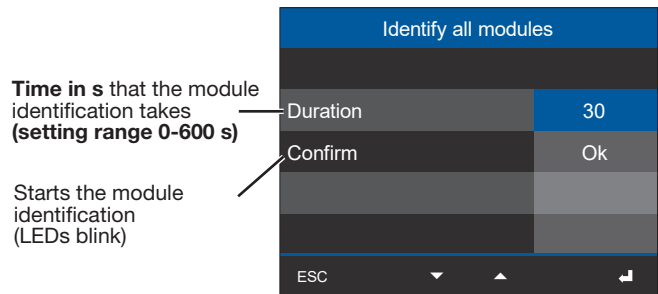 Identify all modules
Time in s that the module
identification takes
(setting range 0-600 s)
Duration 30
Confirm Ok
Starts the module
identification
(LEDs blink)
ESC